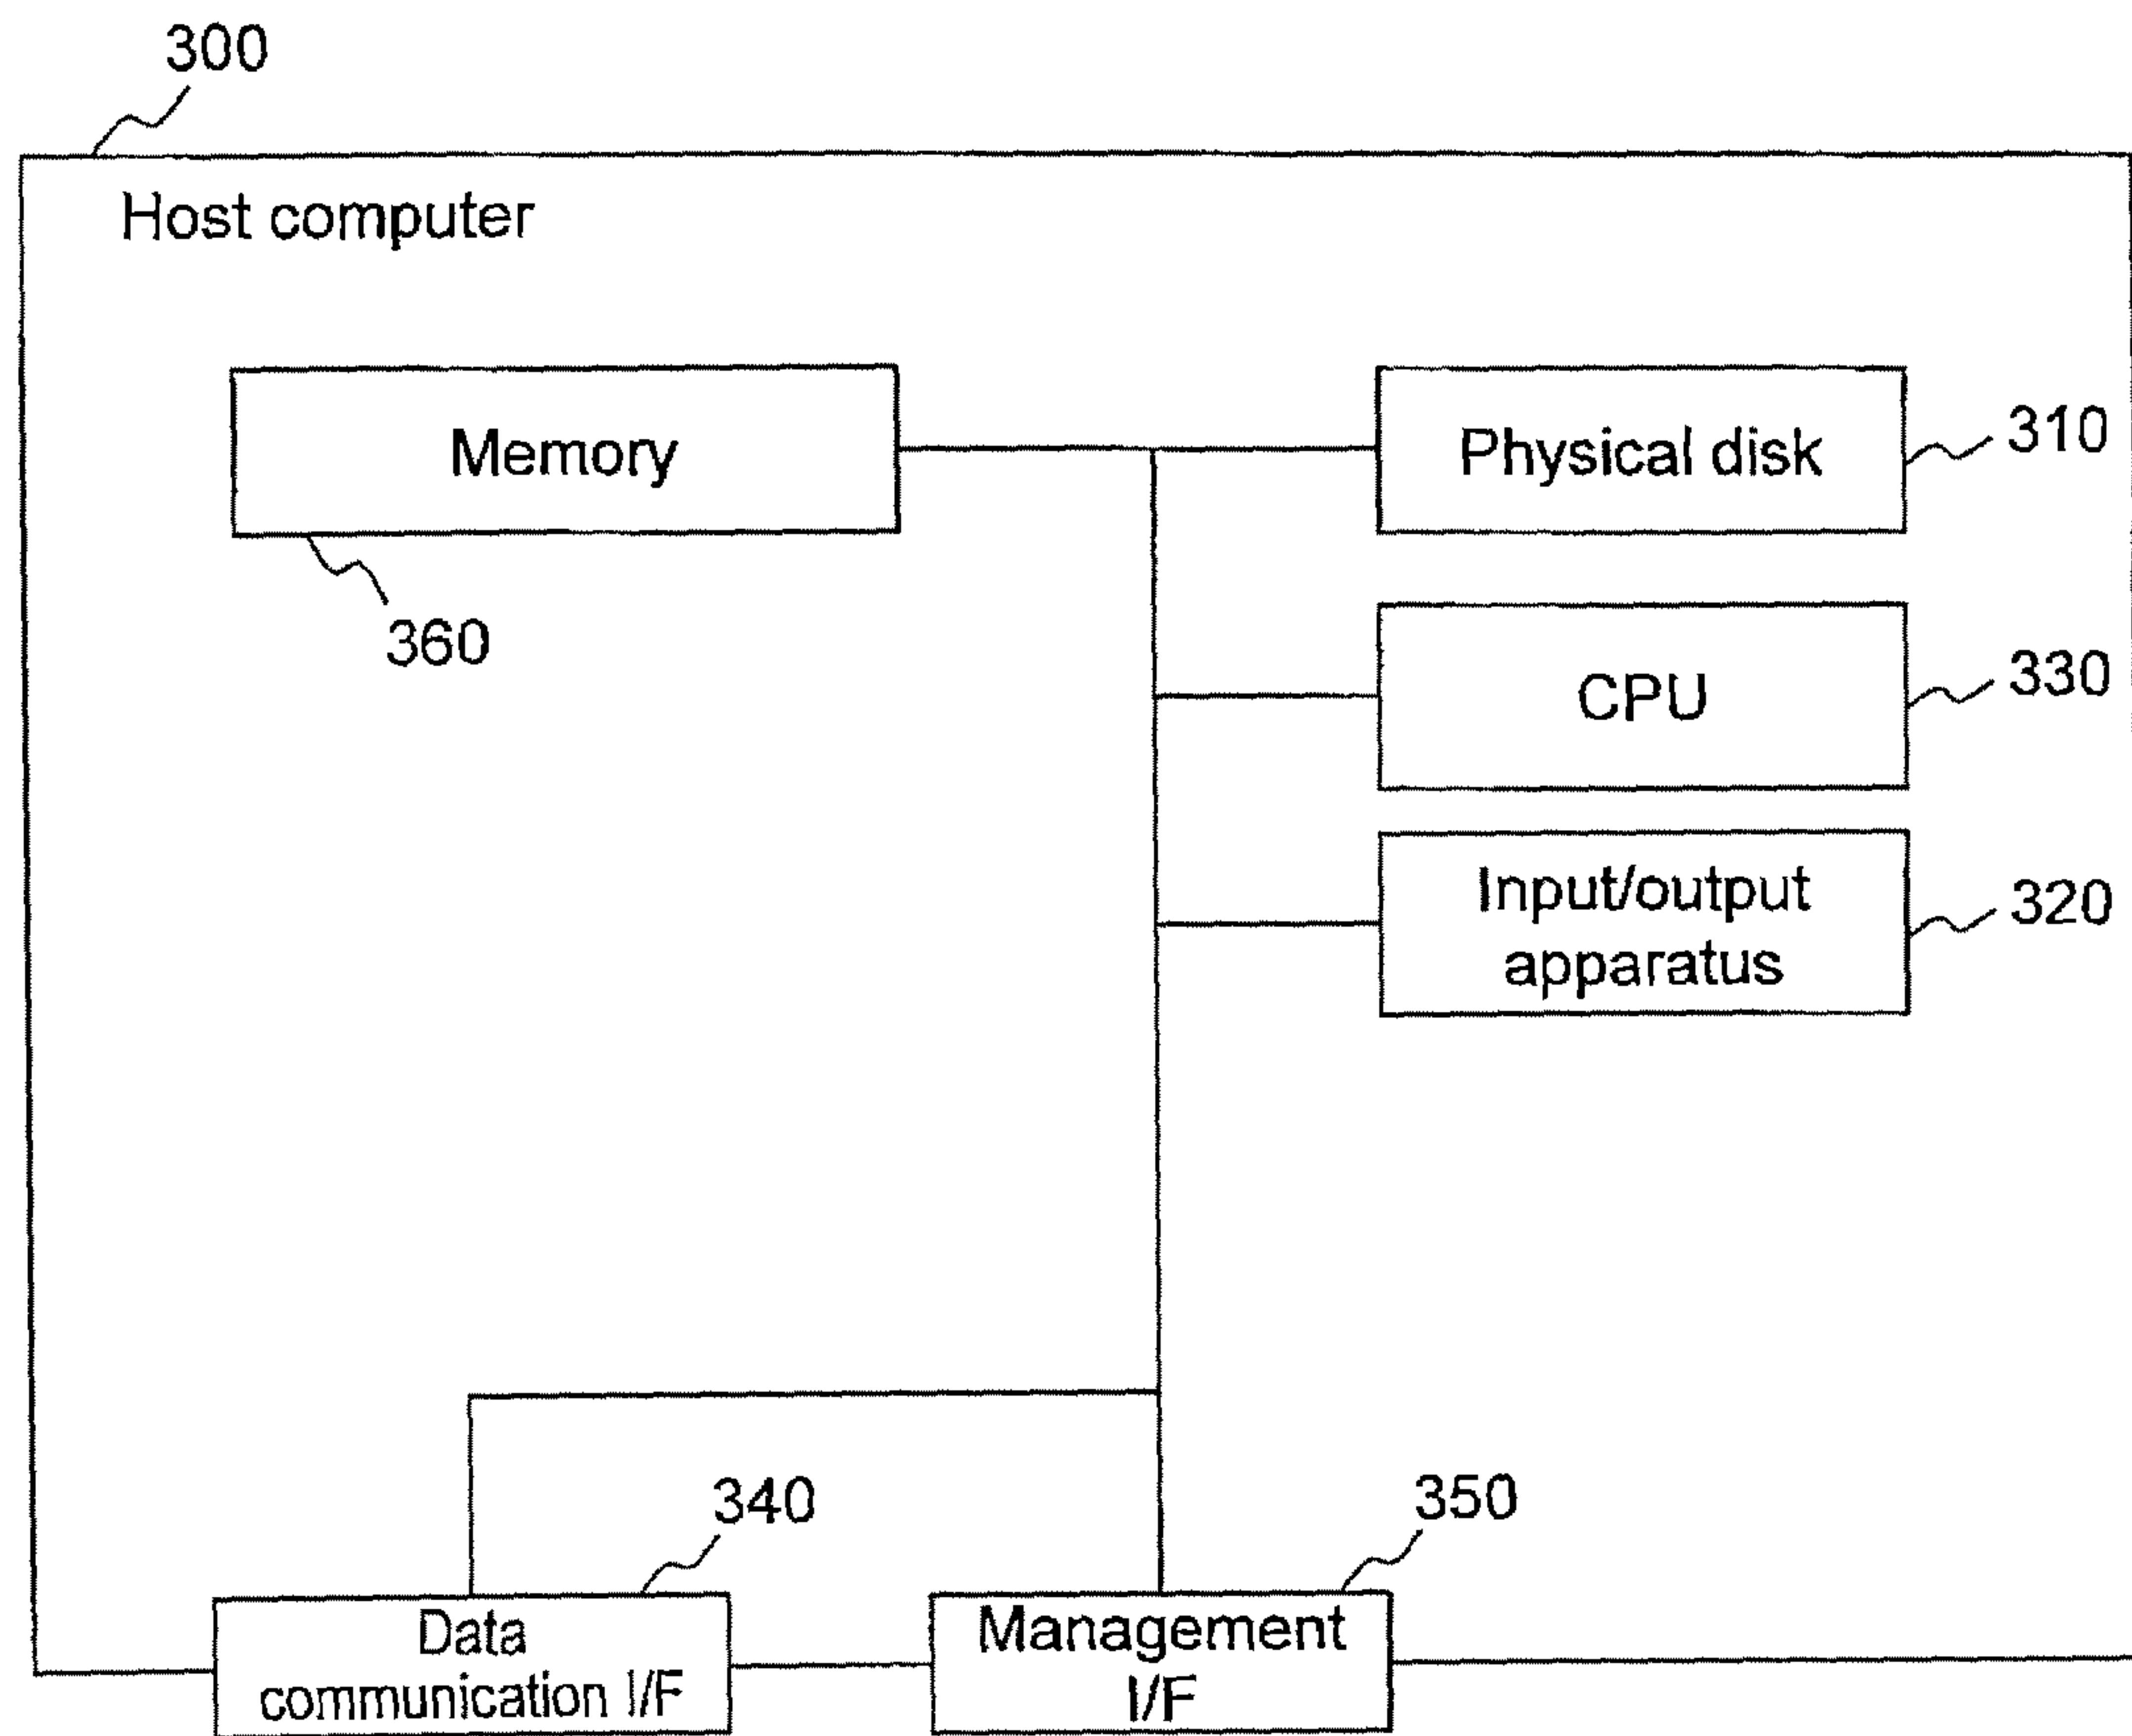 300
Host computer
Memory
360
Physical disk
310
CPU
330
Input/output
apparatus
320
340
Data
communication I/F
350
Management
I/F